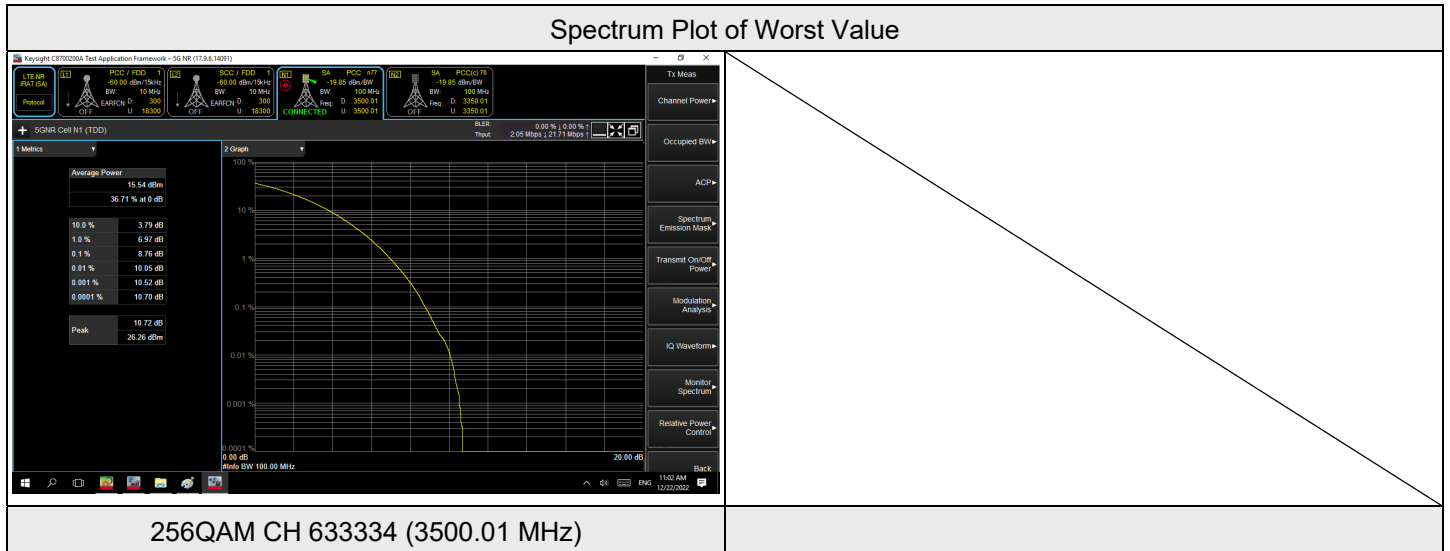 Spectrum Plot of Worst Value
Keysight C8700200A Test Application Framework – 5G NR (17.9.6.14091)
LTE-NR
IRAT (SA)
Protocol
L1 PCC / FDD 1
-60.00 dBm/15kHz
BW: 10 MHz
EARFCN: D: 300
OFF U: 18300
L2 SCC / FDD 1
-60.00 dBm/15kHz
BW: 10 MHz
EARFCN: D: 300
OFF U: 18300
N1 SA PCC n77
-19.85 dBm/BW
BW: 100 MHz
Freq: D: 3500.01
CONNECTED U: 3500.01
N2 SA PCC(c) 78
-19.85 dBm/BW
BW: 100 MHz
Freq: D: 3350.01
OFF U: 3350.01
5GNR Cell N1 (TDD)
BLER: 0.00 % ↓ 0.00 % ↑
Thput: 2.05 Mbps ↓ 21.71 Mbps ↑
1 Metrics
Average Power
15.54 dBm
36.71 % at 0 dB
10.0 % 3.79 dB
1.0 % 6.97 dB
0.1 % 8.76 dB
0.01 % 10.05 dB
0.001 % 10.52 dB
0.0001 % 10.70 dB
Peak 10.72 dB
26.26 dBm
2 Graph
100 %
10 %
1 %
0.1 %
0.01 %
0.001 %
0.0001 %
0.00 dB 20.00 dB
#Info BW 100.00 MHz
Tx Meas
Channel Power
Occupied BW
ACP
Spectrum
Emission Mask
Transmit On/Off
Power
Modulation
Analysis
IQ Waveform
Monitor
Spectrum
Relative Power
Control
Back
ENG
11:02 AM
12/22/2022
256QAM CH 633334 (3500.01 MHz)